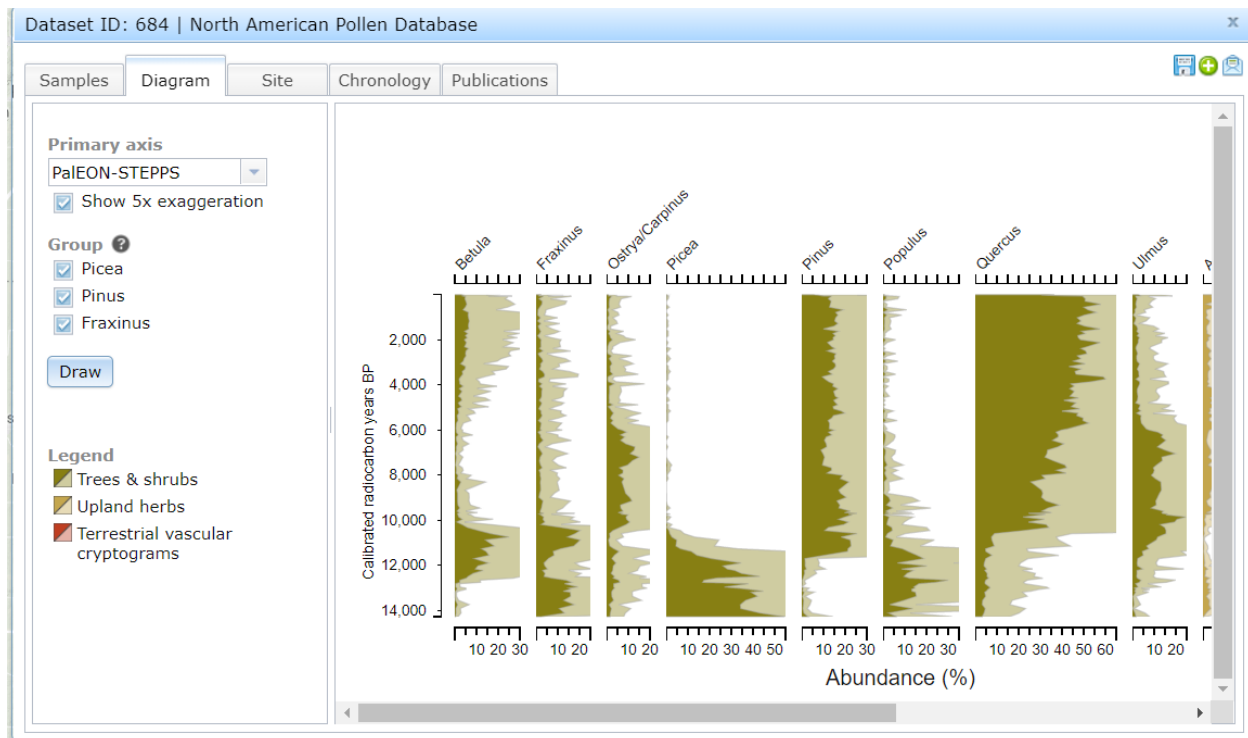 Dataset ID: 684 | North American Pollen Database
x
Samples Diagram Site Chronology Publications
Primary axis
PalEON-STEPPS
Show 5x exaggeration
Group ?
Picea
Pinus
Fraxinus
Draw
Legend
Trees & shrubs
Upland herbs
Terrestrial vascular
cryptograms
Betula Fraxinus Ostrya/Carpinus Picea Pinus Populus Quercus Ulmus A
Calibrated radiocarbon years BP
2,000
4,000
6,000
8,000
10,000
12,000
14,000
10 20 30 10 20 10 20 10 20 30 40 50 10 20 30 10 20 30 10 20 30 40 50 60 10 20
Abundance (%)